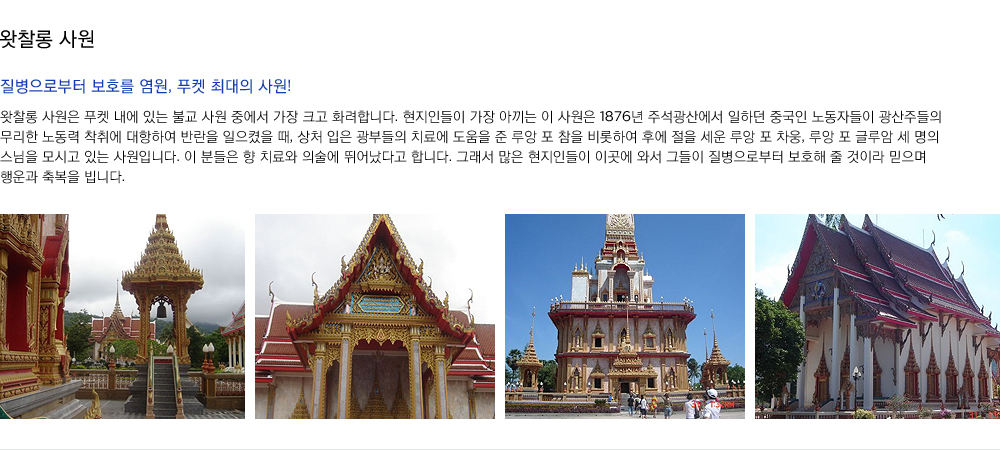 왓찰롱 사원
질병으로부터 보호를 염원, 푸켓 최대의 사원!
왓찰롱 사원은 푸켓 내에 있는 불교 사원 중에서 가장 크고 화려합니다. 현지인들이 가장 아끼는 이 사원은 1876년 주석광산에서 일하던 중국인 노동자들이 광산주들의
무리한 노동력 착취에 대항하여 반란을 일으켰을 때, 상처 입은 광부들의 치료에 도움을 준 루앙 포 참을 비롯하여 후에 절을 세운 루앙 포 차웅, 루앙 포 글루암 세 명의
스님을 모시고 있는 사원입니다. 이 분들은 향 치료와 의술에 뛰어났다고 합니다. 그래서 많은 현지인들이 이곳에 와서 그들이 질병으로부터 보호해 줄 것이라 믿으며
행운과 축복을 빕니다.